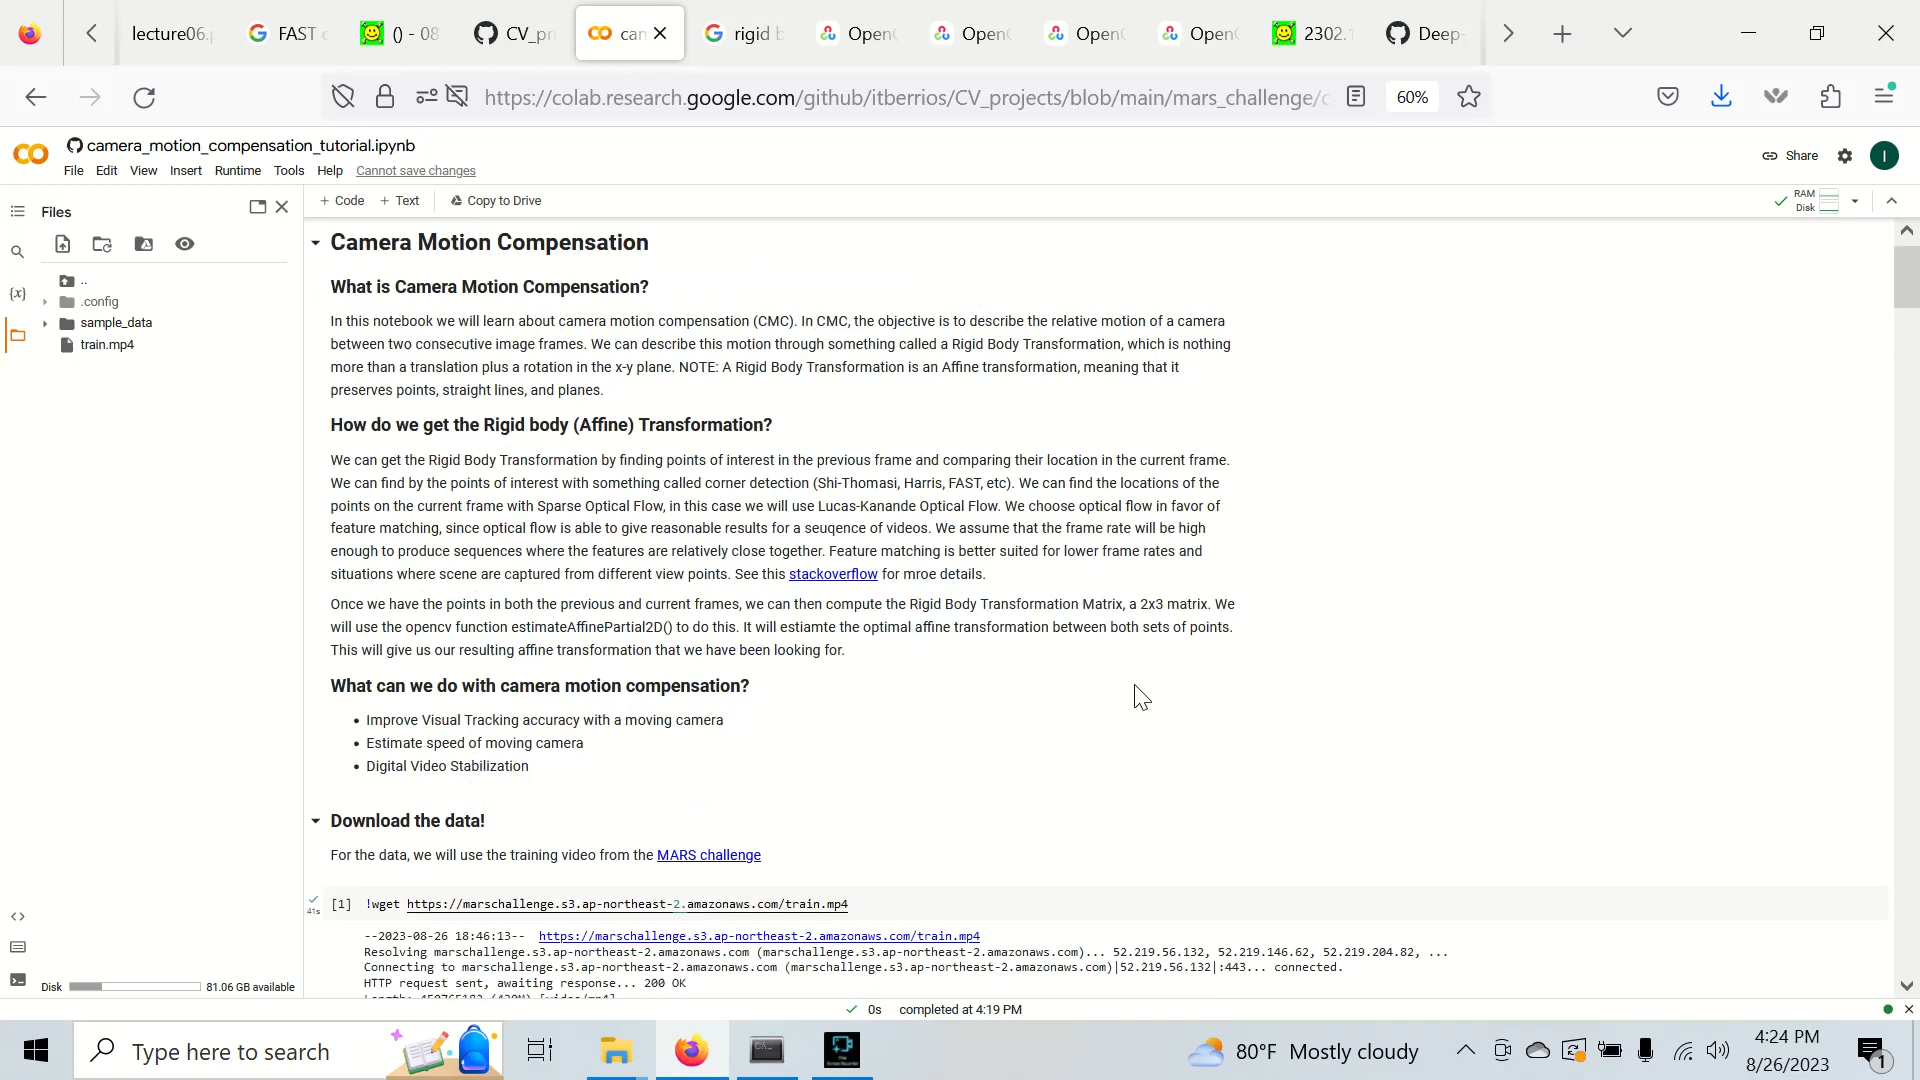 lecture06.
FAST
() - 08
CV_pr
can
rigid
Open
Open
Open
Open
2302.1
Deep-
https://colab.research.google.com/github/itberrios/CV_projects/blob/main/mars_challenge/c
60%
camera_motion_compensation_tutorial.ipynb
File Edit View Insert Runtime Tools Help Cannot save changes
Share
I
Files
+ Code + Text Copy to Drive
RAM
Disk
..
.config
sample_data
train.mp4
{x}
Camera Motion Compensation
What is Camera Motion Compensation?
In this notebook we will learn about camera motion compensation (CMC). In CMC, the objective is to describe the relative motion of a camera
between two consecutive image frames. We can describe this motion through something called a Rigid Body Transformation, which is nothing
more than a translation plus a rotation in the x-y plane. NOTE: A Rigid Body Transformation is an Affine transformation, meaning that it
preserves points, straight lines, and planes.
How do we get the Rigid body (Affine) Transformation?
We can get the Rigid Body Transformation by finding points of interest in the previous frame and comparing their location in the current frame.
We can find by the points of interest with something called corner detection (Shi-Thomasi, Harris, FAST, etc). We can find the locations of the
points on the current frame with Sparse Optical Flow, in this case we will use Lucas-Kanande Optical Flow. We choose optical flow in favor of
feature matching, since optical flow is able to give reasonable results for a seuqence of videos. We assume that the frame rate will be high
enough to produce sequences where the features are relatively close together. Feature matching is better suited for lower frame rates and
situations where scene are captured from different view points. See this stackoverflow for mroe details.
Once we have the points in both the previous and current frames, we can then compute the Rigid Body Transformation Matrix, a 2x3 matrix. We
will use the opencv function estimateAffinePartial2D() to do this. It will estiamte the optimal affine transformation between both sets of points.
This will give us our resulting affine transformation that we have been looking for.
What can we do with camera motion compensation?
• Improve Visual Tracking accuracy with a moving camera
• Estimate speed of moving camera
• Digital Video Stabilization
Download the data!
For the data, we will use the training video from the MARS challenge
41s
[1] !wget https://marschallenge.s3.ap-northeast-2.amazonaws.com/train.mp4
--2023-08-26 18:46:13-- https://marschallenge.s3.ap-northeast-2.amazonaws.com/train.mp4
Resolving marschallenge.s3.ap-northeast-2.amazonaws.com (marschallenge.s3.ap-northeast-2.amazonaws.com)... 52.219.56.132, 52.219.146.62, 52.219.204.82, ...
Connecting to marschallenge.s3.ap-northeast-2.amazonaws.com (marschallenge.s3.ap-northeast-2.amazonaws.com)|52.219.56.132|:443... connected.
HTTP request sent, awaiting response... 200 OK
Disk 81.06 GB available
0s completed at 4:19 PM
Type here to search
80°F Mostly cloudy
4:24 PM
8/26/2023
1